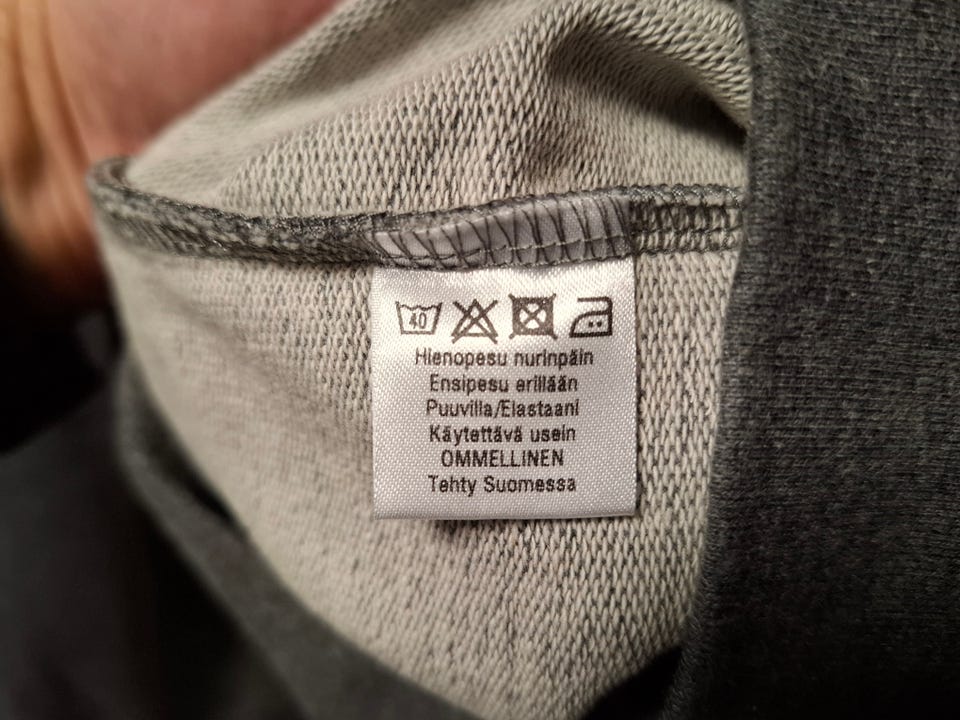 40
Hienopesu nurinpäin
Ensipesu erillään
Puuvilla/Elastaani
Käytettävä usein
OMMELLINEN
Tehty Suomessa